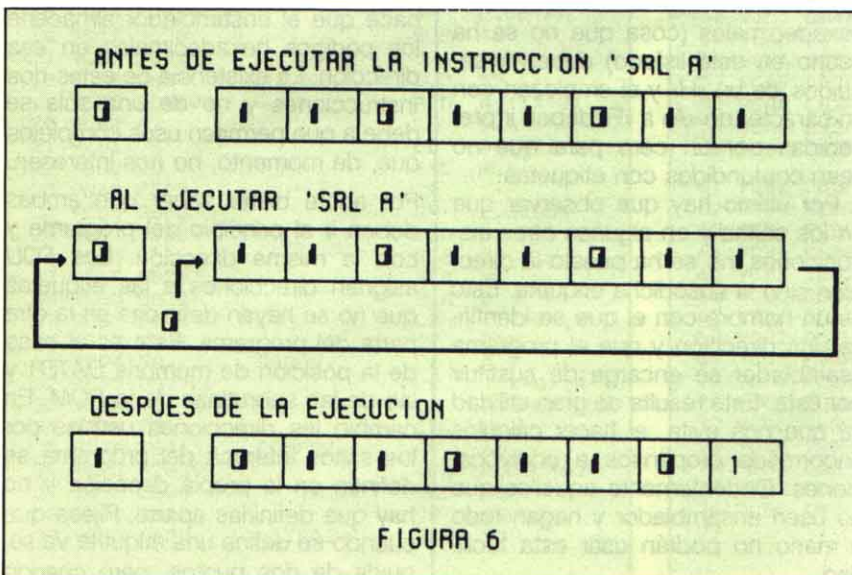 ANTES DE EJECUTAR LA INSTRUCCION 'SAL A'
0 1 1 0 1 1 0 1 1
AL EJECUTAR 'SAL A'
0 1 1 0 1 1 0 1 1
0
DESPUES DE LA EJECUCION
1 1 1 0 1 1 0
FIGURA 6